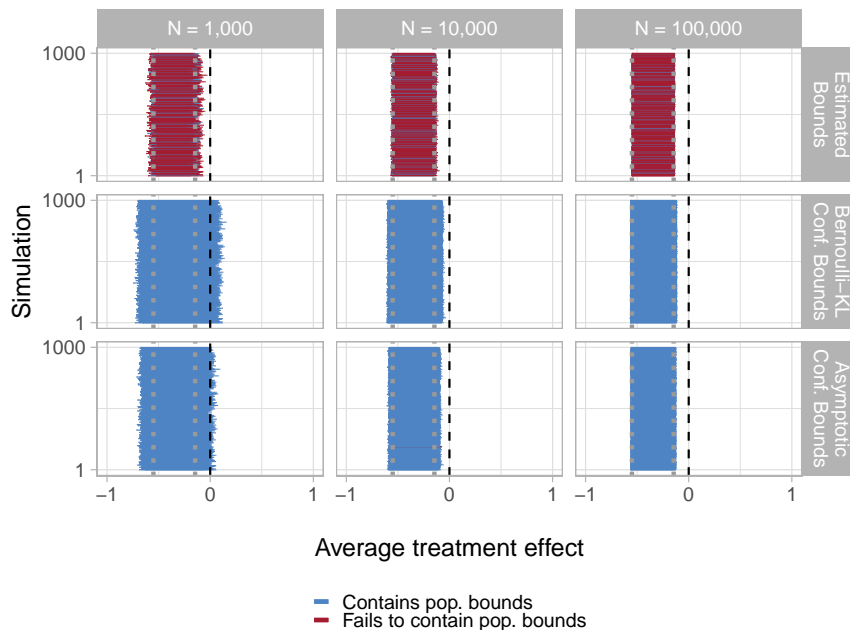 N = 1,000
N = 10,000
N = 100,000
1000
1
Estimated
Bounds
1000
1
Bernoulli−KL
Conf. Bounds
1000
1
Asymptotic
Conf. Bounds
Simulation
−1 0 1
−1 0 1
−1 0 1
Average treatment effect
Contains pop. bounds
Fails to contain pop. bounds